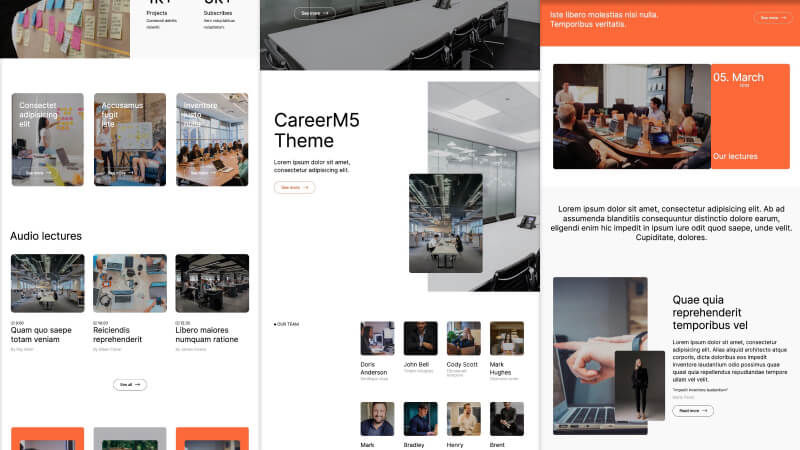 See more
Projects
Subscribes
Consectet
adipisicing
elit
See more
Accusamus
fugit
iste
See more
Inventore
iusto
See more
Audio lectures
Quam quo saepe
totam veniam
Reiciendis
reprehenderit
Libero maiores
numquam ratione
See all
CareerM5
Theme
Lorem ipsum dolor sit amet,
consectetur adipisicing elit.
See more
OUR TEAM
Doris
Anderson
John Bell
Cody Scott
Mark
Hughes
Mark
Bradley
Henry
Brent
Iste libero molestias nisi nulla.
Temporibus veritatis.
See more
05. March
Our lectures
Lorem ipsum dolor sit amet, consectetur adipisicing elit. Ab ad
assumenda blanditiis consequuntur distinctio dolore earum,
eligendi enim hic impedit in ipsum iure odit quod saepe, unde velit.
Cupiditate, dolores.
Quae quia
reprehenderit
temporibus vel
Lorem ipsum dolor sit amet, consectetur
adipisicing elit. Alias aliquid architecto atque
corporis, dicta doloribus eos impedit
inventore iusto odio possimus quae
quasi quo repellendus repudiandae tempore
ullam vel velit.
Read more